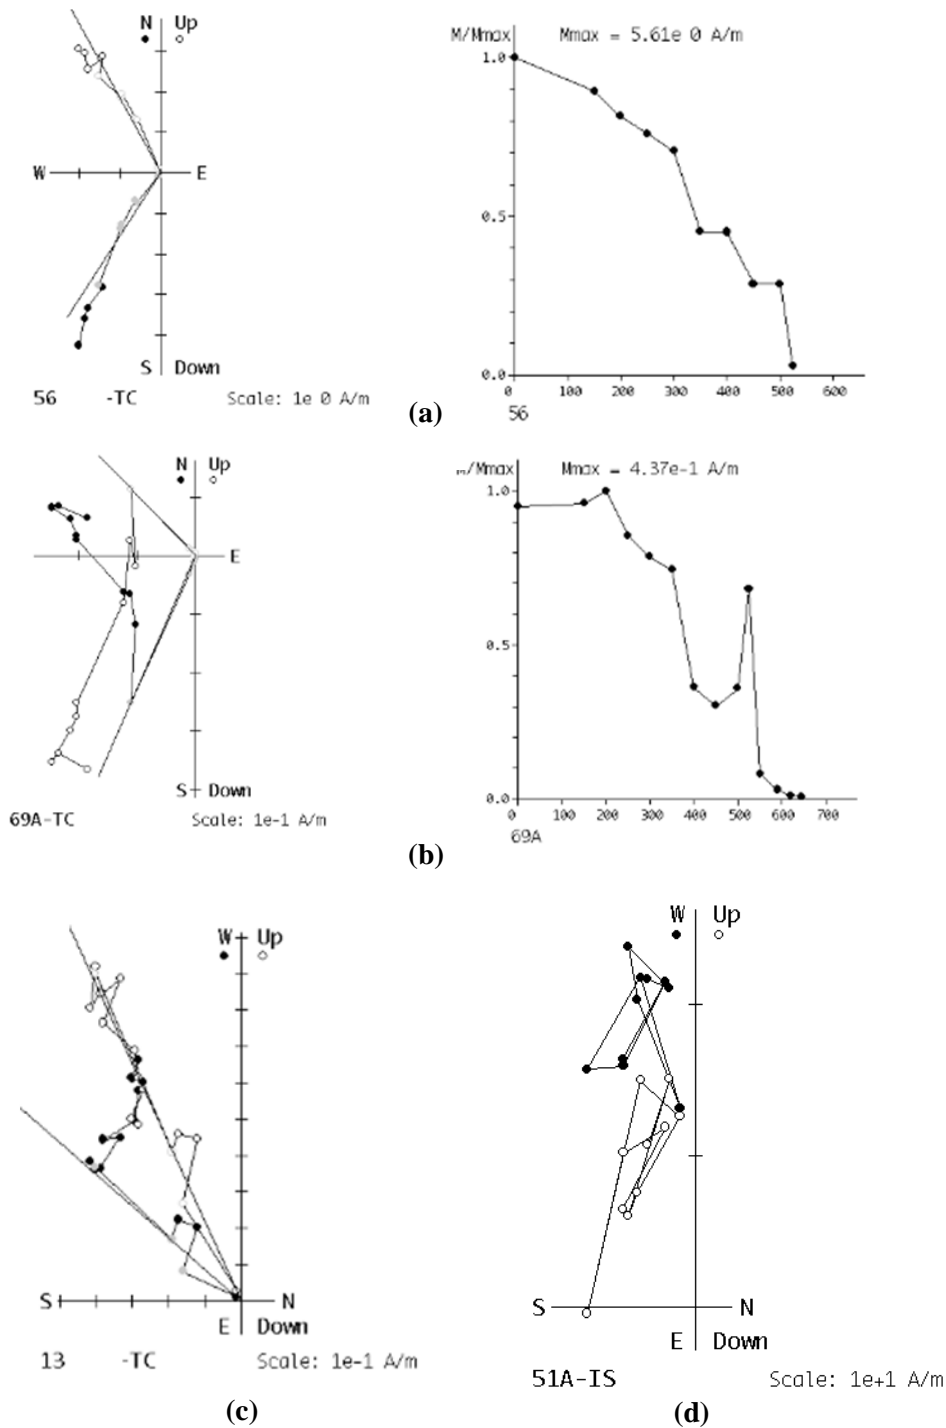 N Up
W E
S Down
56 -TC Scale: 1e 0 A/m
M/Mmax Mmax = 5.61e 0 A/m
1.0
0.5
0.0
0 100 200 300 400 500 600
56
(a)
N Up
E
S Down
69A-TC Scale: 1e-1 A/m
m/Mmax Mmax = 4.37e-1 A/m
1.0
0.5
0.0
0 100 200 300 400 500 600 700
69A
(b)
W Up
S N
E Down
13 -TC Scale: 1e-1 A/m
(c)
W Up
S N
E Down
51A-IS Scale: 1e+1 A/m
(d)